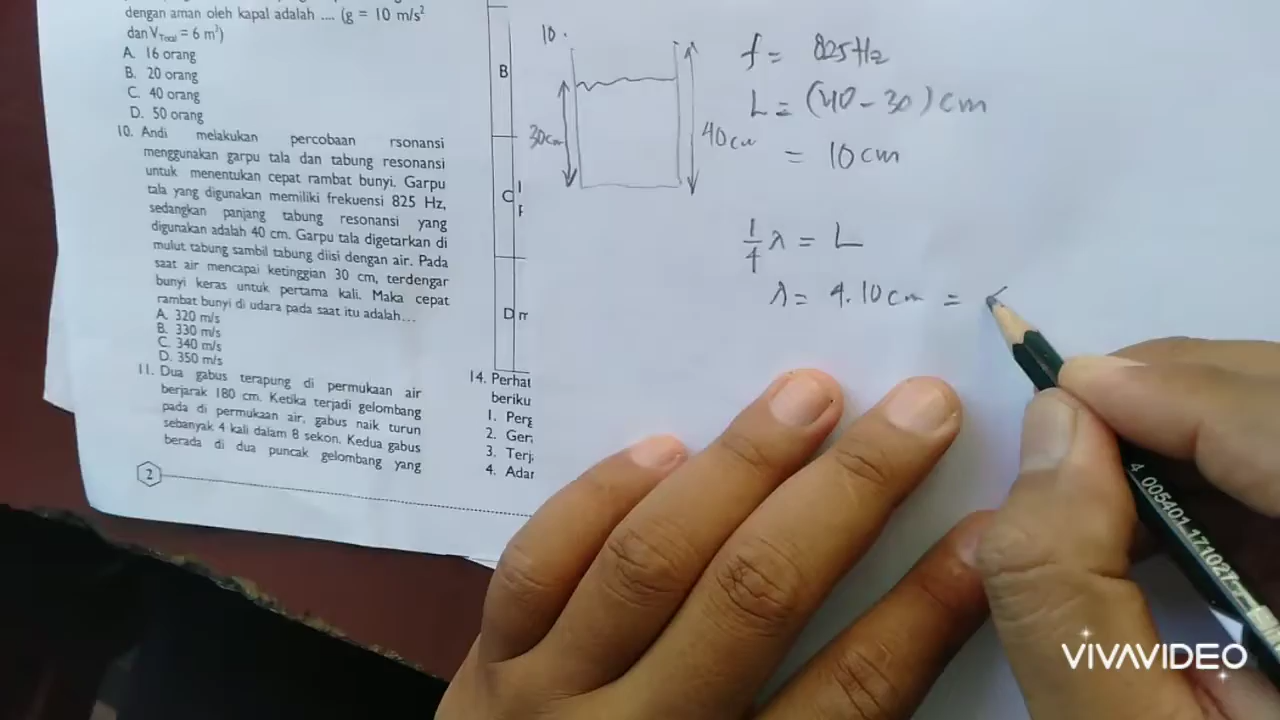 dengan aman oleh kapal adalah .... (g = 10 m/s²
dan V_Total = 6 m³)
A. 16 orang
B. 20 orang
C. 40 orang
D. 50 orang
10. Andi melakukan percobaan rsonansi
menggunakan garpu tala dan tabung resonansi
untuk menentukan cepat rambat bunyi. Garpu
tala yang digunakan memiliki frekuensi 825 Hz,
sedangkan panjang tabung resonansi yang
digunakan adalah 40 cm. Garpu tala digetarkan di
mulut tabung sambil tabung diisi dengan air. Pada
saat air mencapai ketinggian 30 cm, terdengar
bunyi keras untuk pertama kali. Maka cepat
rambat bunyi di udara pada saat itu adalah...
A. 320 m/s
B. 330 m/s
C. 340 m/s
D. 350 m/s
11. Dua gabus terapung di permukaan air
berjarak 180 cm. Ketika terjadi gelombang
pada di permukaan air, gabus naik turun
sebanyak 4 kali dalam 8 sekon. Kedua gabus
berada di dua puncak gelombang yang
2
B
C
D
14. Perhat
beriku
1. Perg
2. Ger
3. Terj
4. Adar
10.
30cm
40cm
f = 825 Hz
L = (40 - 30) cm
= 10 cm
1/4 λ = L
λ = 4.10 cm =
4 005401 171027
VIVAVIDEO